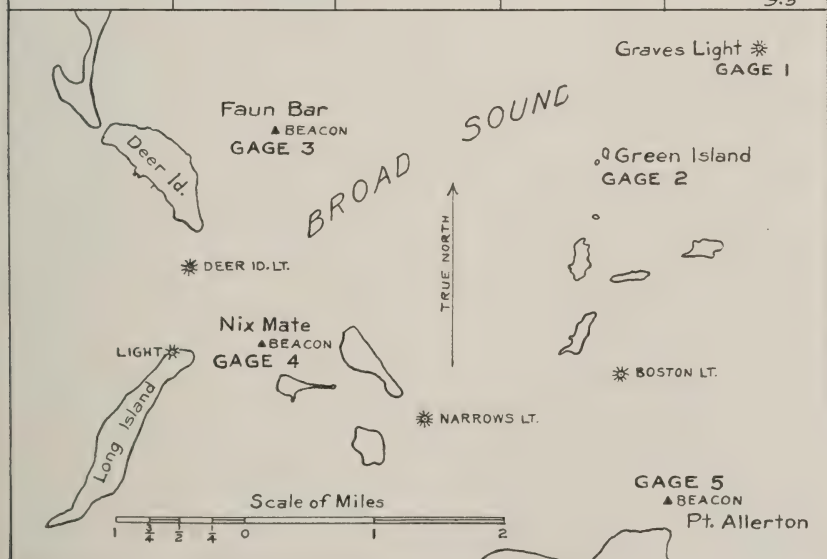 Graves Light
GAGE 1
Faun Bar
BEACON
GAGE 3
BROAD SOUND
Green Island
GAGE 2
Deer Id.
TRUE NORTH
DEER ID. LT.
Nix Mate
BEACON
GAGE 4
LIGHT
BOSTON LT.
NARROWS LT.
Long Island
GAGE 5
BEACON
Pt. Allerton
Scale of Miles
1 3/4 1/2 1/4 0 1 2